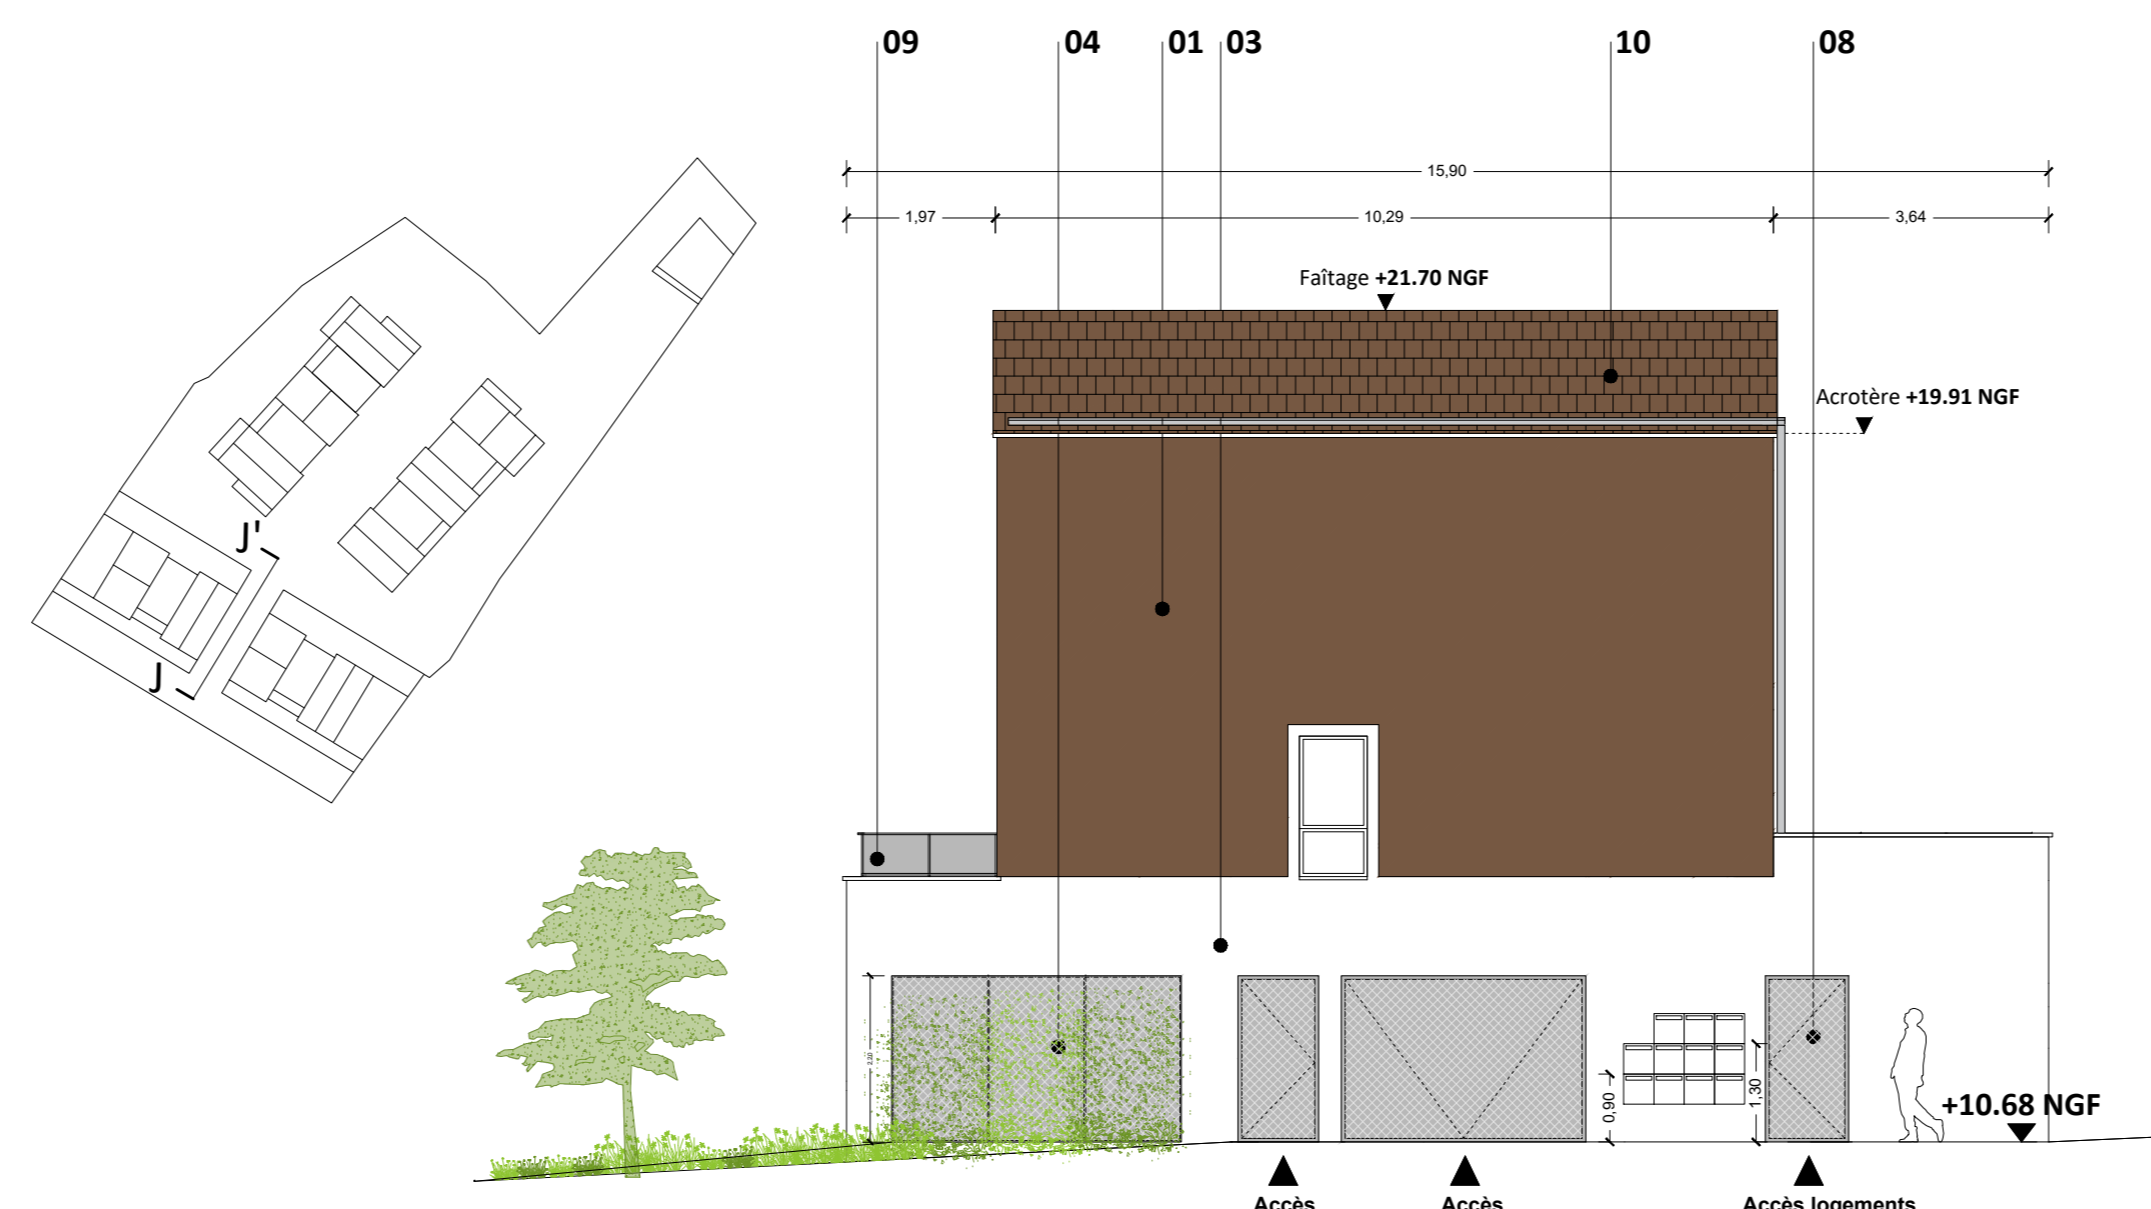 09 04 01 03 10 08
15,90
1,97 10,29 3,64
Faîtage +21.70 NGF
Acrotère +19.91 NGF
J'
J
0,90
1,30
+10.68 NGF
Accès Accès Accès logements